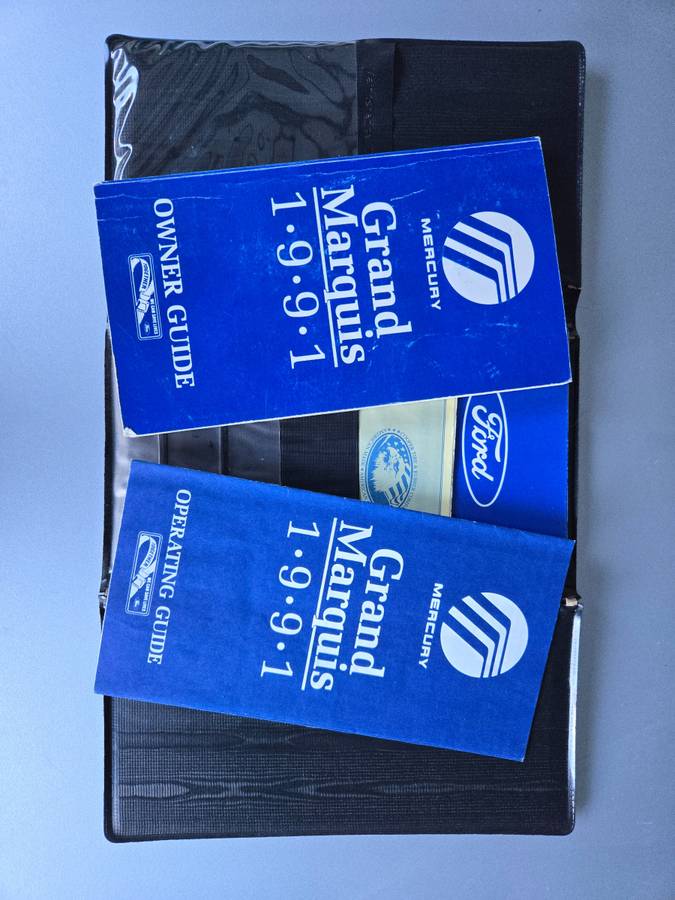 MERCURY
Grand
Marquis
1·9·9·1
OWNER GUIDE
Ford
MERCURY
Grand
Marquis
1·9·9·1
OPERATING GUIDE